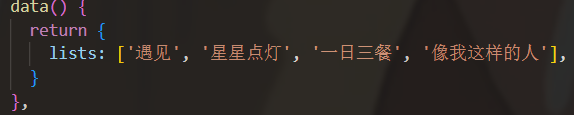 data() {
return {
lists: ['遇见', '星星点灯', '一日三餐', '像我这样的人'],
}
},